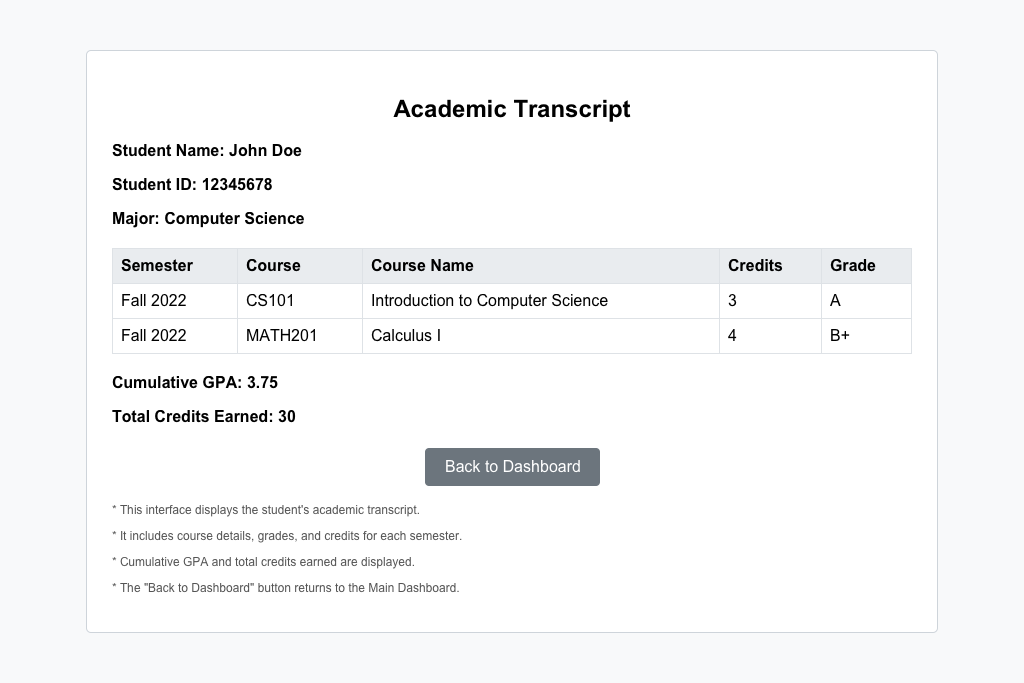 Academic Transcript
Student Name: John Doe
Student ID: 12345678
Major: Computer Science
Semester Course Course Name Credits Grade
Fall 2022 CS101 Introduction to Computer Science 3 A
Fall 2022 MATH201 Calculus I 4 B+
Cumulative GPA: 3.75
Total Credits Earned: 30
Back to Dashboard
* This interface displays the student's academic transcript.
* It includes course details, grades, and credits for each semester.
* Cumulative GPA and total credits earned are displayed.
* The "Back to Dashboard" button returns to the Main Dashboard.